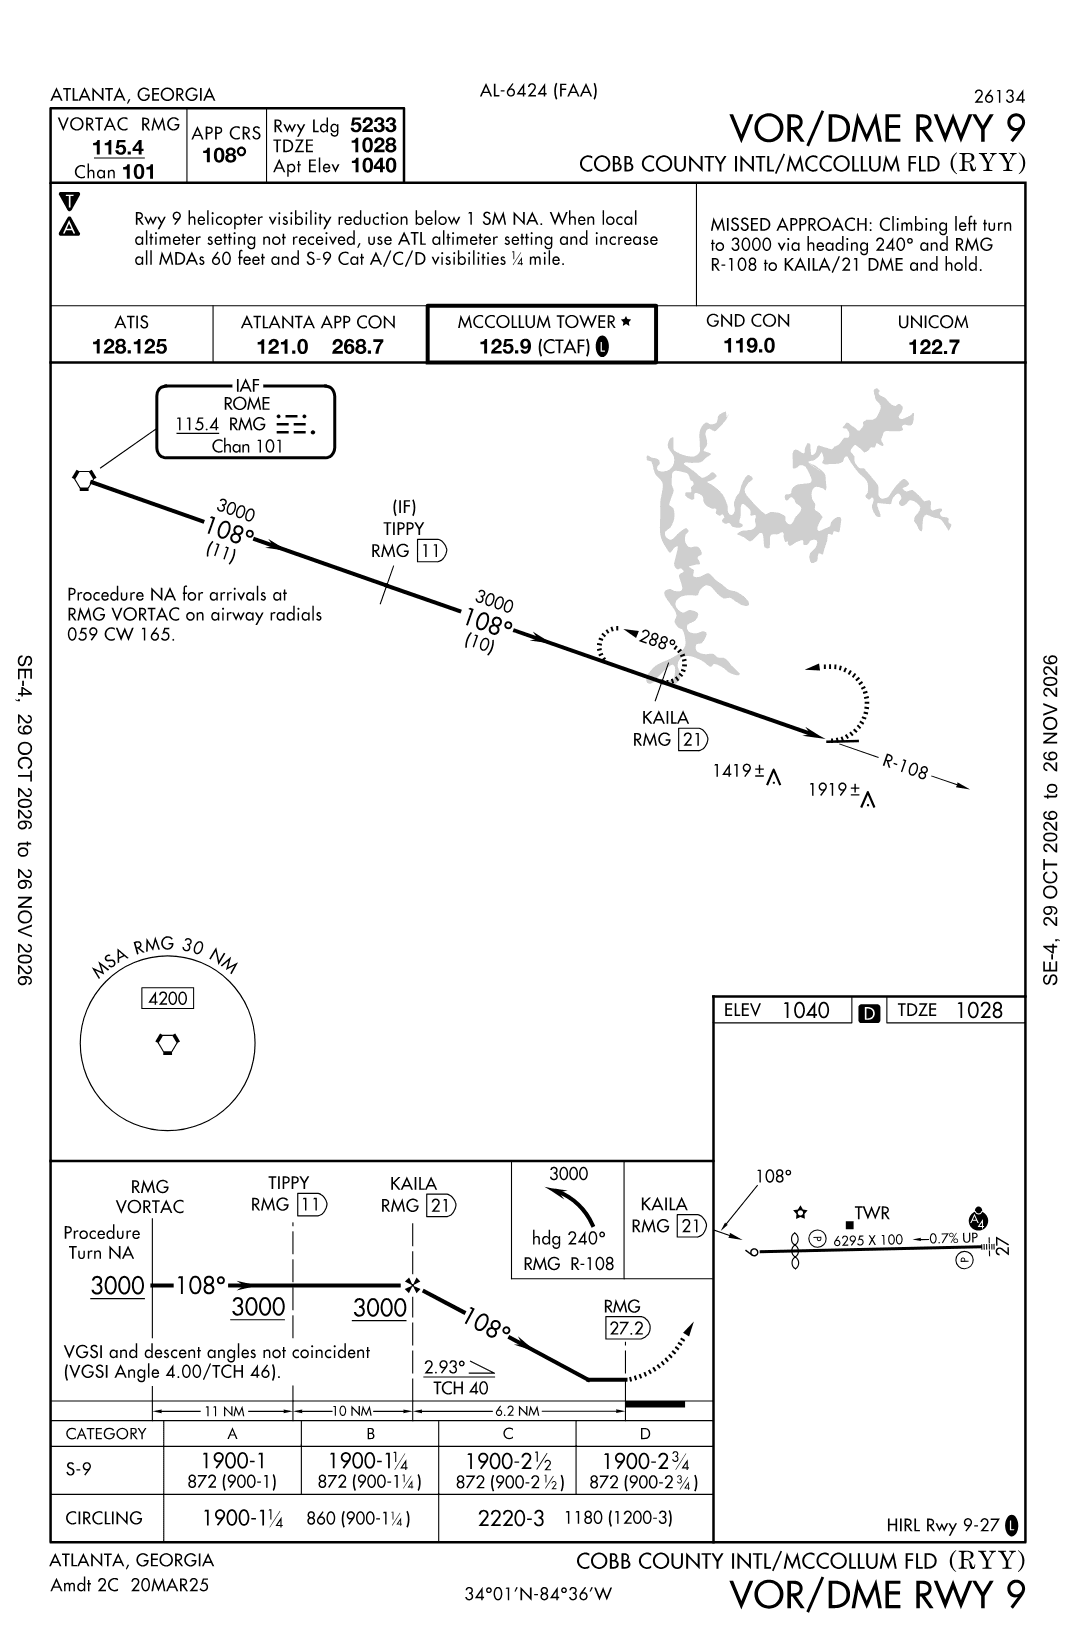 ATLANTA, GEORGIA
AL-6424 (FAA)
26134
VORTAC RMG
115.4
Chan 101
APP CRS
108°
Rwy Ldg 5233
TDZE 1028
Apt Elev 1040
VOR/DME RWY 9
COBB COUNTY INTL/MCCOLLUM FLD (RYY)
T
A
Rwy 9 helicopter visibility reduction below 1 SM NA. When local
altimeter setting not received, use ATL altimeter setting and increase
all MDAs 60 feet and S-9 Cat A/C/D visibilities ¼ mile.
MISSED APPROACH: Climbing left turn
to 3000 via heading 240° and RMG
R-108 to KAILA/21 DME and hold.
ATIS
128.125
ATLANTA APP CON
121.0 268.7
MCCOLLUM TOWER ★
125.9 (CTAF) L
GND CON
119.0
UNICOM
122.7
IAF
ROME
115.4 RMG
Chan 101
3000
108°
(11)
(IF)
TIPPY
RMG 11
Procedure NA for arrivals at
RMG VORTAC on airway radials
059 CW 165.
3000
108°
(10)
288°
KAILA
RMG 21
R-108
1419±
1919±
MSA RMG 30 NM
4200
SE-4, 29 OCT 2026 to 26 NOV 2026
SE-4, 29 OCT 2026 to 26 NOV 2026
ELEV 1040
D
TDZE 1028
108°
TWR
A4
P
6295 X 100
0.7% UP
P
9
27
HIRL Rwy 9-27 L
RMG
VORTAC
TIPPY
RMG 11
KAILA
RMG 21
3000
hdg 240°
RMG R-108
KAILA
RMG 21
Procedure
Turn NA
3000
108°
3000
3000
108°
RMG
27.2
VGSI and descent angles not coincident
(VGSI Angle 4.00/TCH 46).
2.93°
TCH 40
11 NM
10 NM
6.2 NM
CATEGORY A B C D
S-9
1900-1
872 (900-1)
1900-1¼
872 (900-1¼)
1900-2½
872 (900-2½)
1900-2¾
872 (900-2¾)
CIRCLING
1900-1¼ 860 (900-1¼)
2220-3 1180 (1200-3)
ATLANTA, GEORGIA
Amdt 2C 20MAR25
34°01'N-84°36'W
COBB COUNTY INTL/MCCOLLUM FLD (RYY)
VOR/DME RWY 9